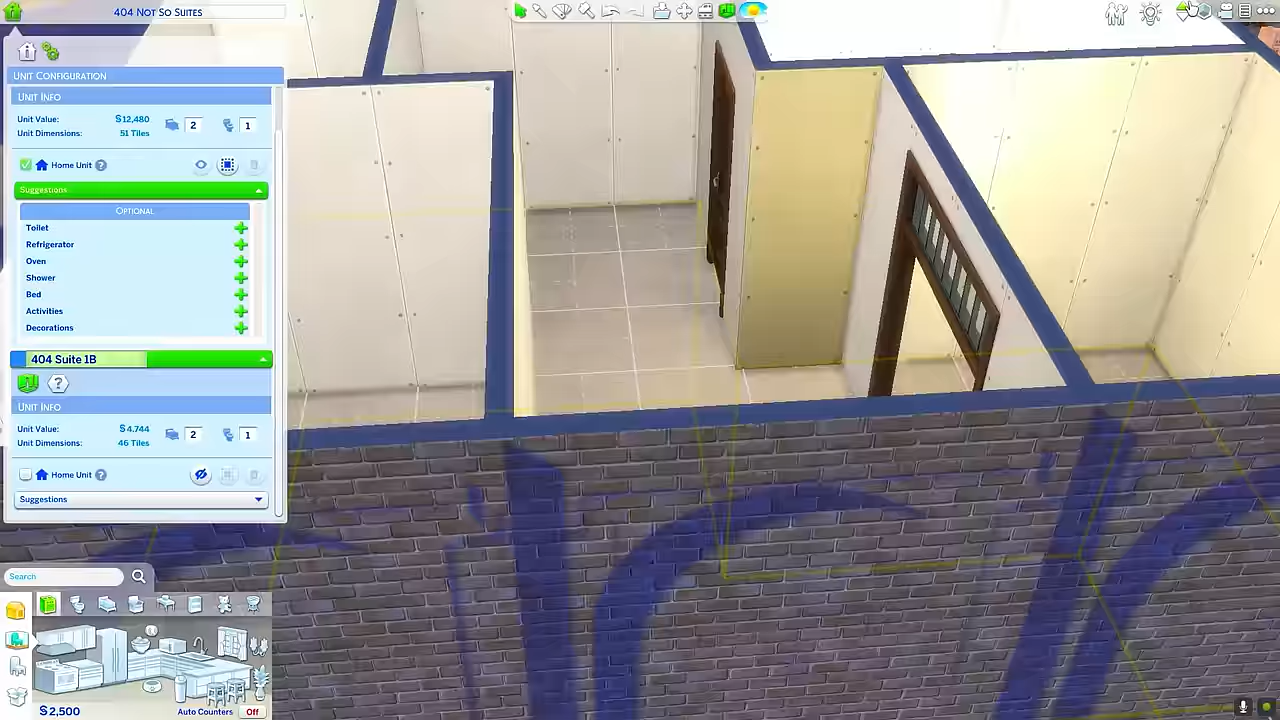 404 Not So Suites
Unit Configuration
Unit Info
Unit Value: $12,480
Unit Dimensions: 51 Tiles
2
1
Home Unit ?
Suggestions
Optional
Toilet
Refrigerator
Oven
Shower
Bed
Activities
Decorations
404 Suite 1B
?
Unit Info
Unit Value: $4,744
Unit Dimensions: 46 Tiles
2
1
Home Unit ?
Suggestions
Search
$2,500
Auto Counters Off